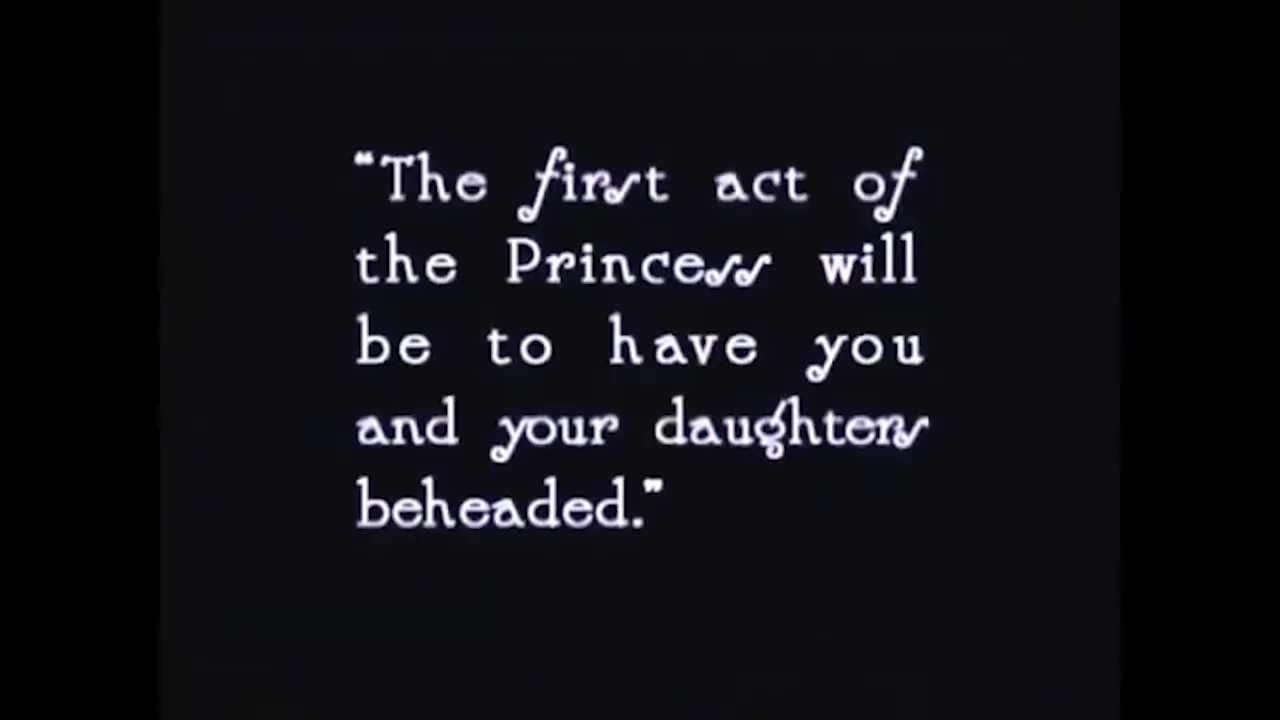 “The first act of
the Princess will
be to have you
and your daughters
beheaded.”